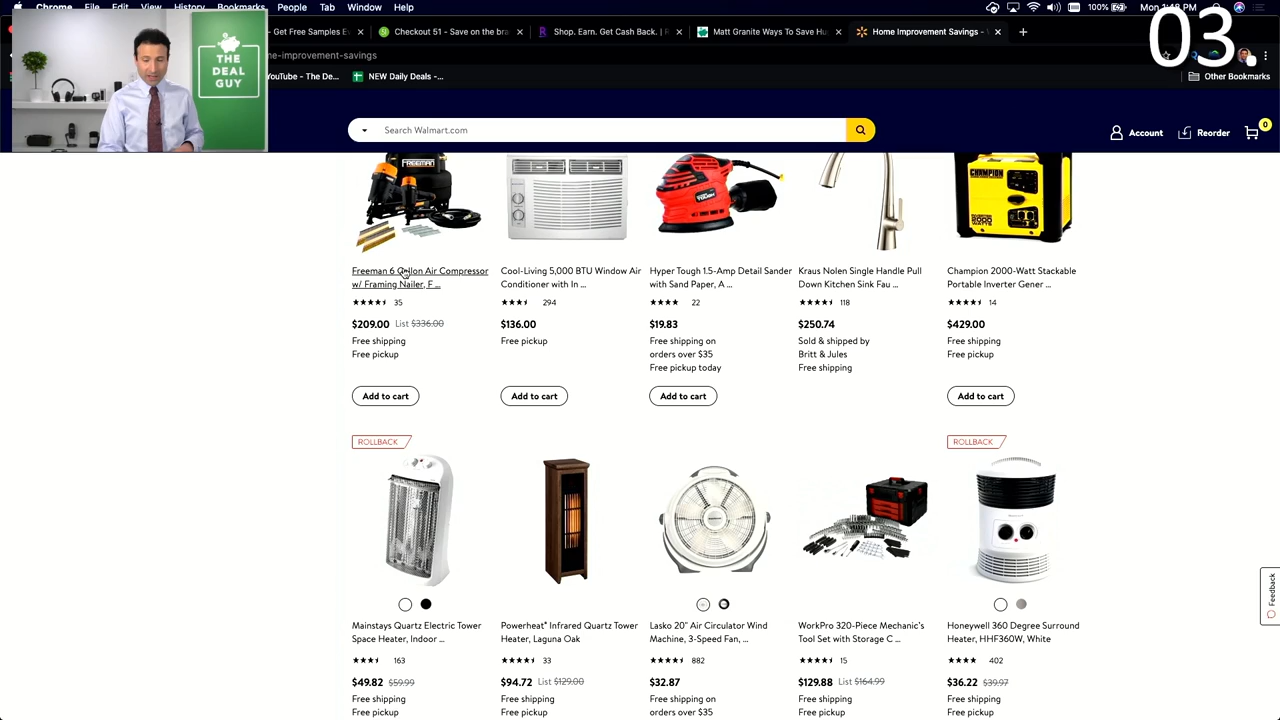 Chrome File Edit View History Bookmarks People Tab Window Help
100%
Mon 1:48 PM
- Get Free Samples E
Checkout 51 - Save on the bra
Shop. Earn. Get Cash Back. | R
Matt Granite Ways To Save Hu
Home Improvement Savings -
03.
me-improvement-savings
YouTube - The De...
NEW Daily Deals -...
Other Bookmarks
THE
DEAL
GUY
Search Walmart.com
Account
Reorder
0
FREEMAN
CHAMPION
2000
WATTS
Freeman 6 Gallon Air Compressor
w/ Framing Nailer, F ...
35
$209.00 List $336.00
Free shipping
Free pickup
Add to cart
Cool-Living 5,000 BTU Window Air
Conditioner with In ...
294
$136.00
Free pickup
Add to cart
Hyper Tough 1.5-Amp Detail Sander
with Sand Paper, A ...
22
$19.83
Free shipping on
orders over $35
Free pickup today
Add to cart
Kraus Nolen Single Handle Pull
Down Kitchen Sink Fau ...
118
$250.74
Sold & shipped by
Britt & Jules
Free shipping
Champion 2000-Watt Stackable
Portable Inverter Gener ...
14
$429.00
Free shipping
Free pickup
Add to cart
ROLLBACK
Mainstays Quartz Electric Tower
Space Heater, Indoor ...
163
$49.82 $59.99
Free shipping
Free pickup
Powerheat® Infrared Quartz Tower
Heater, Laguna Oak
33
$94.72 List $129.00
Free shipping
Free pickup
Lasko 20" Air Circulator Wind
Machine, 3-Speed Fan, ...
882
$32.87
Free shipping on
orders over $35
WorkPro 320-Piece Mechanic's
Tool Set with Storage C ...
15
$129.88 List $164.99
Free shipping
Free pickup
ROLLBACK
Honeywell 360 Degree Surround
Heater, HHF360W, White
402
$36.22 $39.97
Free shipping
Free pickup
Feedback